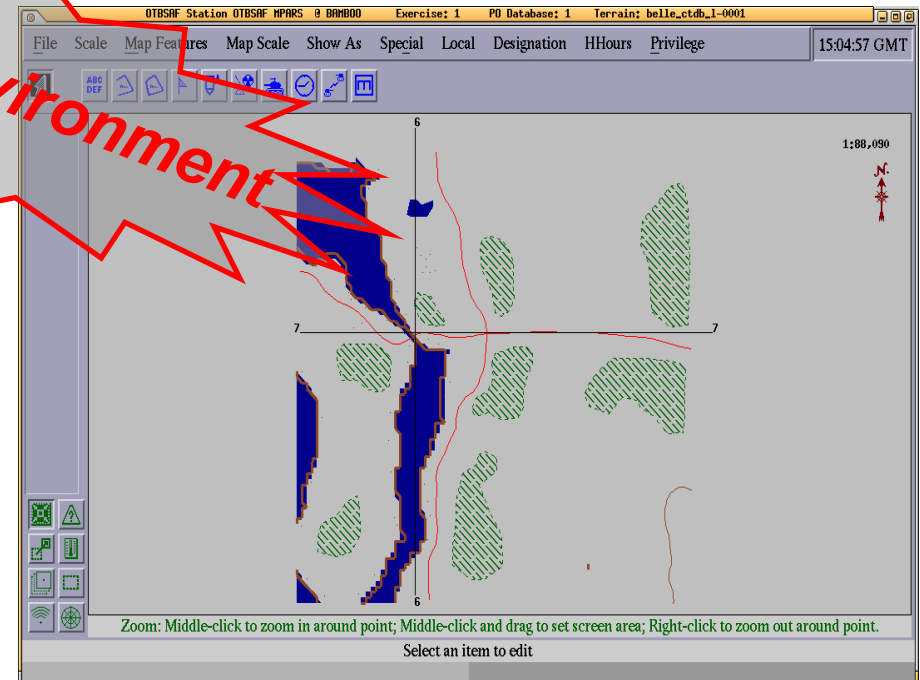 OTBSAF Station OTBSAF MPARS @ BAMBOO Exercise: 1 PO Database: 1 Terrain: belle_ctdb_l-0001
File Scale Map Features Map Scale Show As Special Local Designation HHours Privilege 15:04:57 GMT
ABC
DEF
vironment
6
1:88,090
N
7 7
6
Zoom: Middle-click to zoom in around point; Middle-click and drag to set screen area; Right-click to zoom out around point.
Select an item to edit